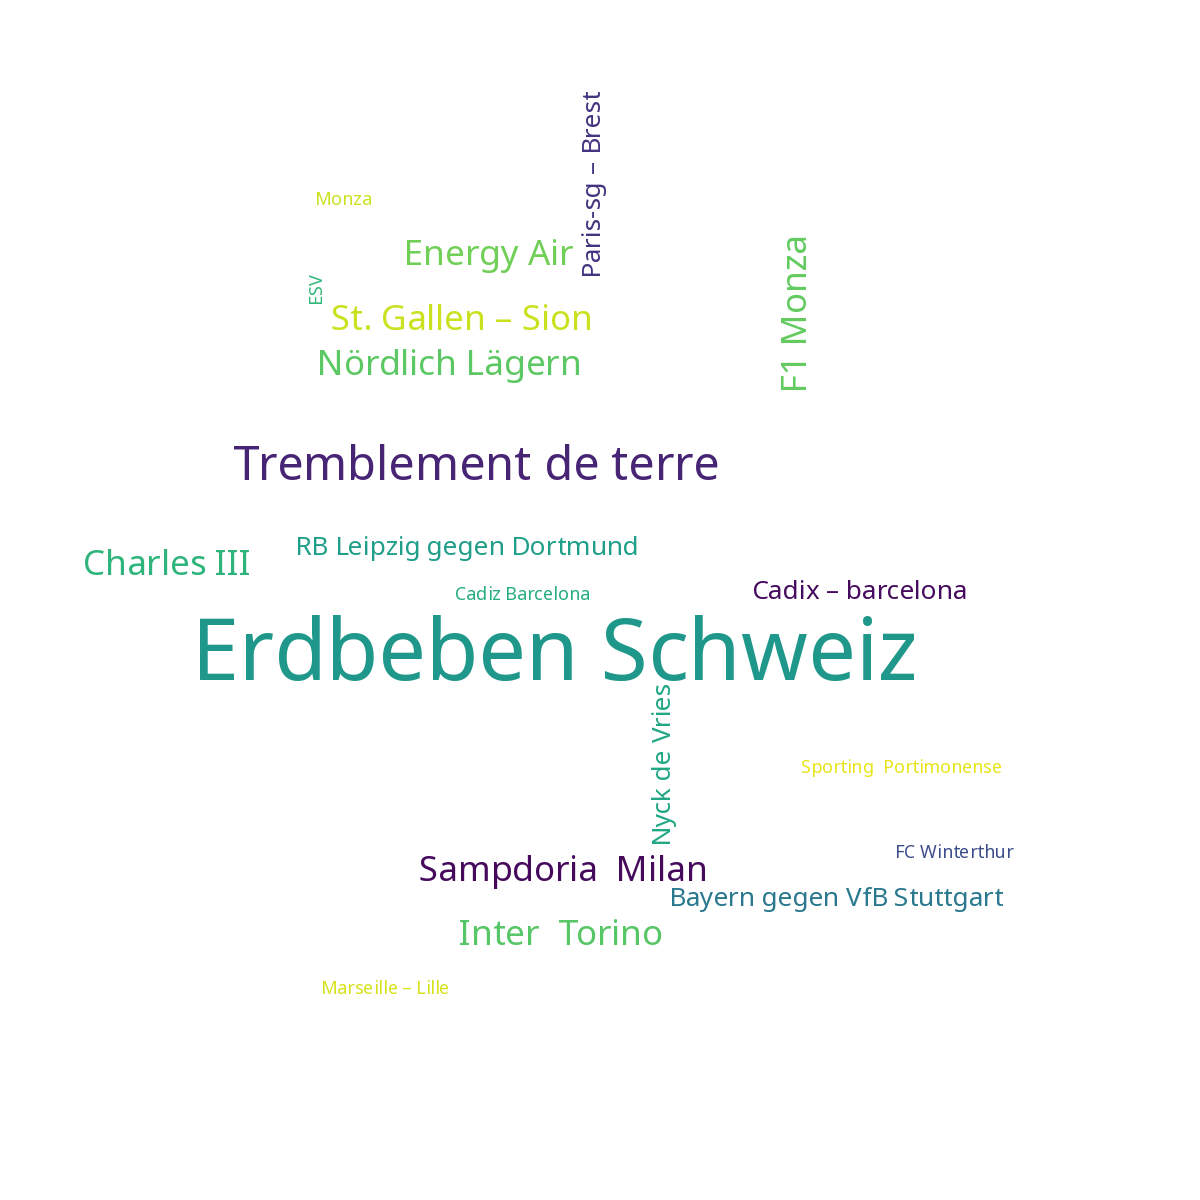 Paris-sg – Brest
Monza
Energy Air
F1 Monza
ESV
St. Gallen – Sion
Nördlich Lägern
Tremblement de terre
RB Leipzig gegen Dortmund
Charles III
Cadiz Barcelona
Cadix – barcelona
Erdbeben Schweiz
Nyck de Vries
Sporting Portimonense
FC Winterthur
Sampdoria Milan
Bayern gegen VfB Stuttgart
Inter Torino
Marseille – Lille